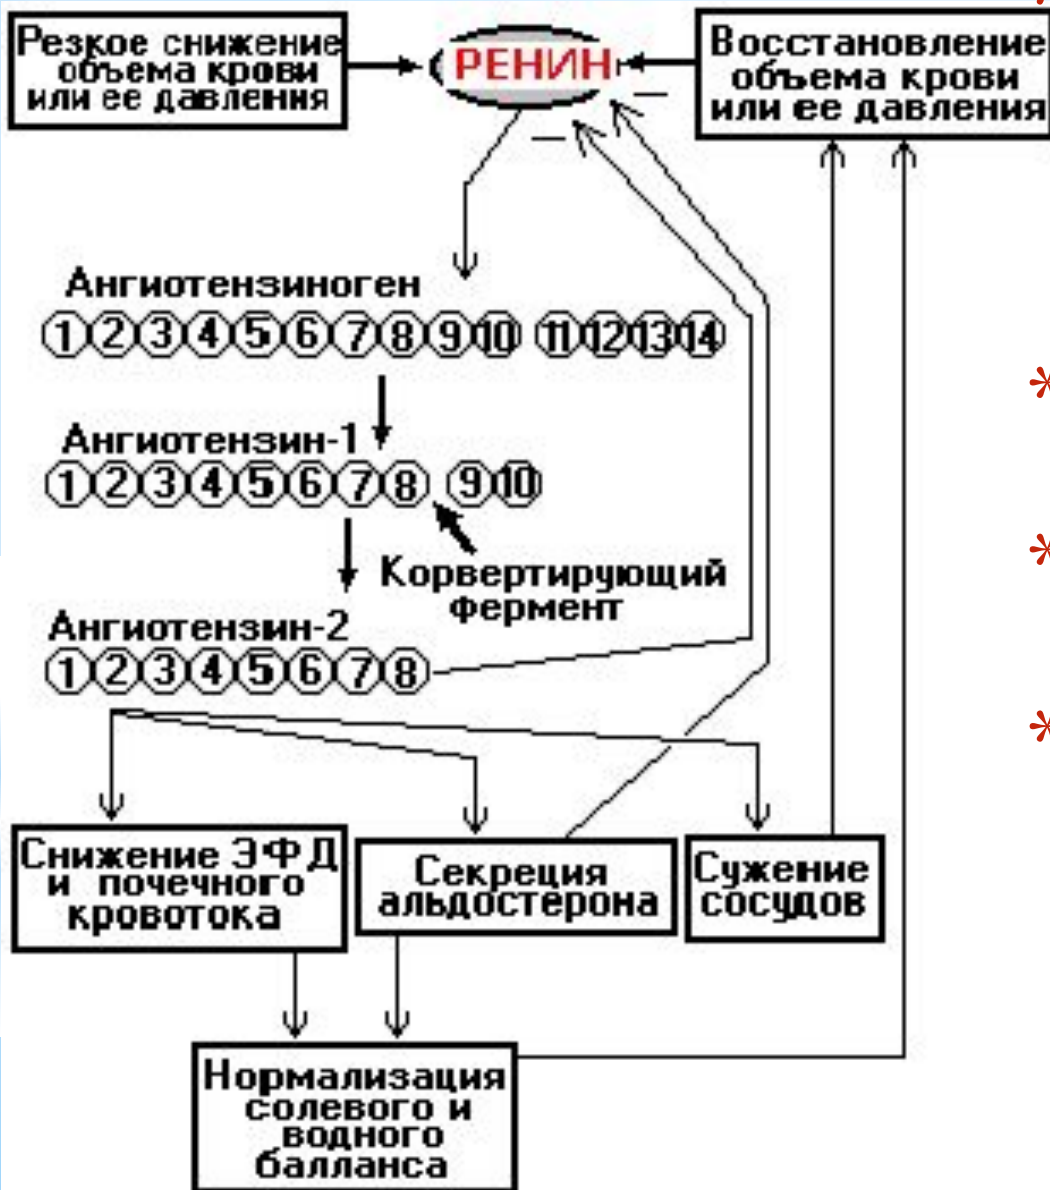 Резкое снижение
объема крови
или ее давления
РЕНИН
Восстановление
объема крови
или ее давления
Ангиотензиноген
1 2 3 4 5 6 7 8 9 10 11 12 13 14
Ангиотензин-1
1 2 3 4 5 6 7 8 9 10
Корвертирующий
фермент
Ангиотензин-2
1 2 3 4 5 6 7 8
Снижение ЭФД
и почечного
кровотока
Секреция
альдостерона
Сужение
сосудов
Нормализация
солевого и
водного
балланса